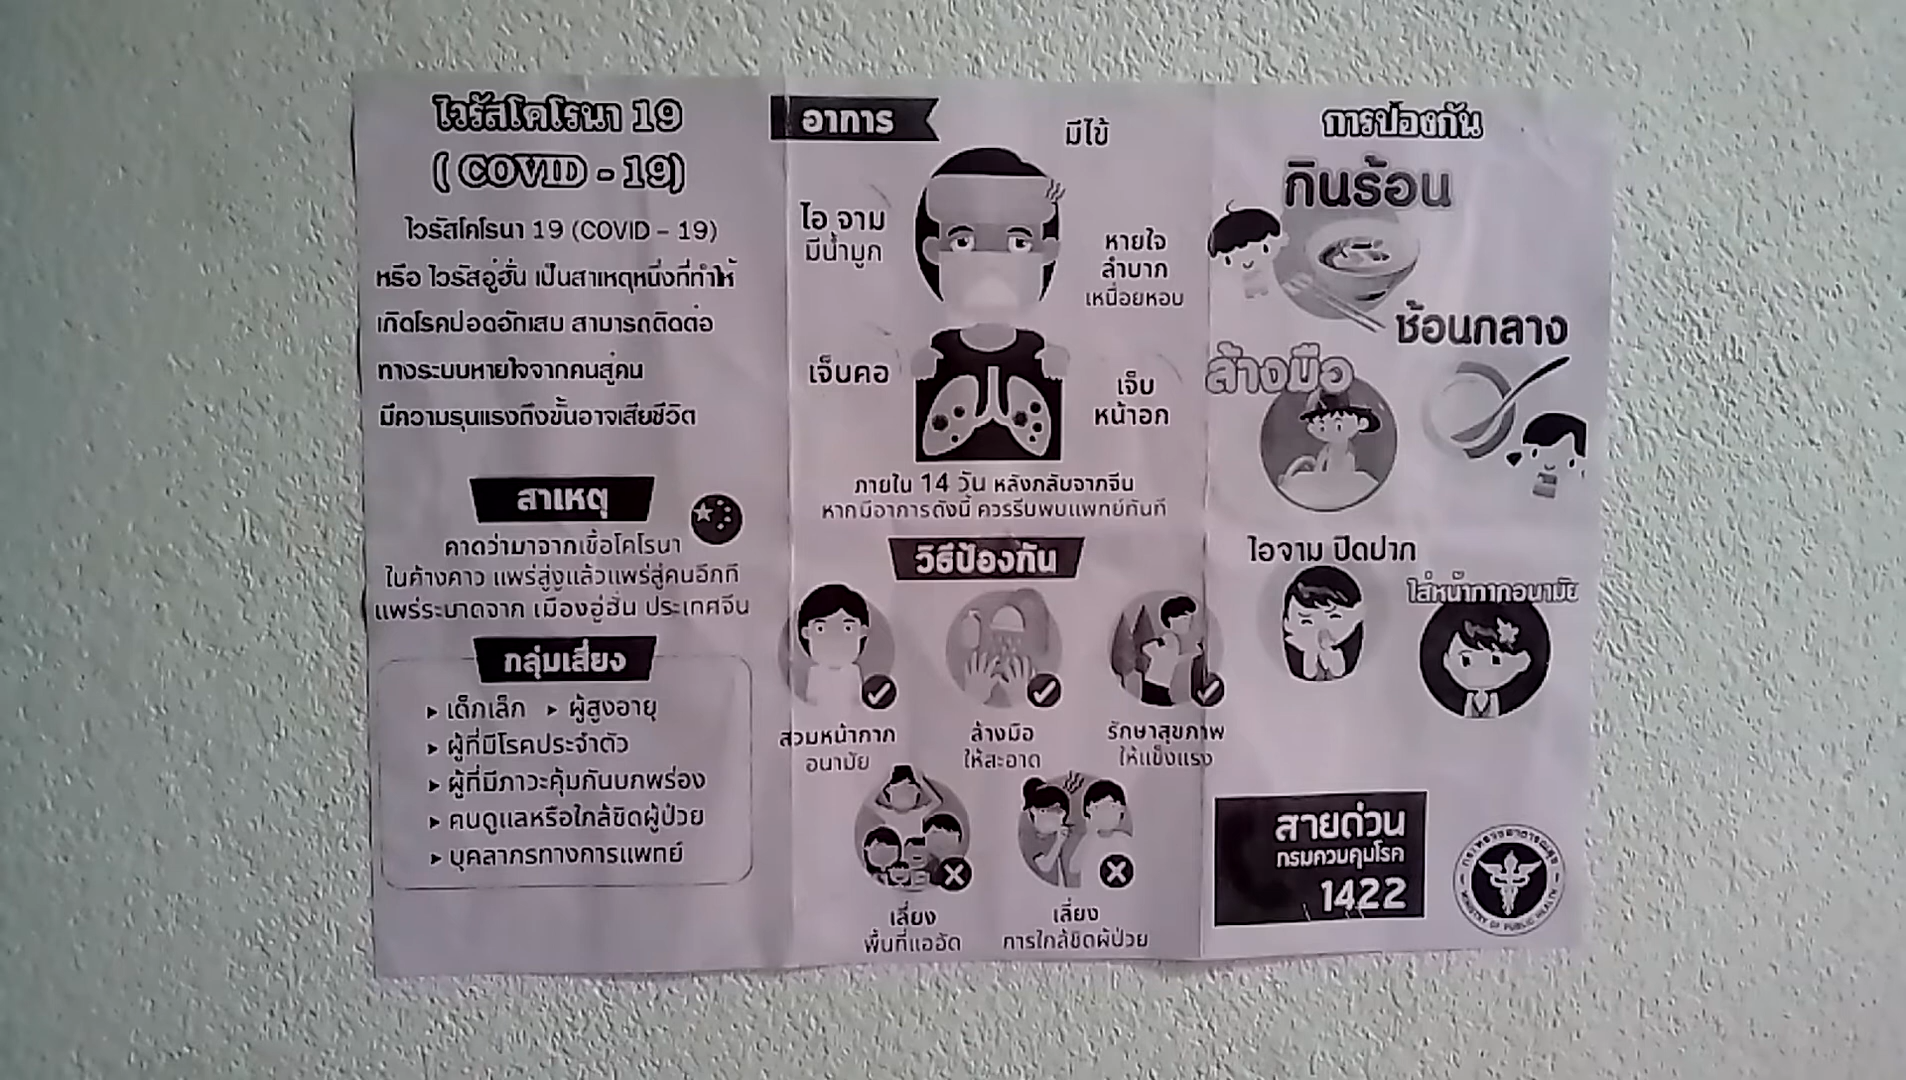 ไวรัสโคโรนา 19
( COVID - 19)
ไวรัสโคโรนา 19 (COVID - 19)
หรือ ไวรัสอู่ฮั่น เป็นสาเหตุหนึ่งที่ทำให้
เกิดโรคปอดอักเสบ สามารถติดต่อ
ทางระบบหายใจจากคนสู่คน
มีความรุนแรงถึงขั้นอาจเสียชีวิต
สาเหตุ
คาดว่ามาจากเชื้อโคโรนา
ในค้างคาว แพร่สู่งูแล้วแพร่สู่คนอีกที
แพร่ระบาดจาก เมืองอู่ฮั่น ประเทศจีน
กลุ่มเสี่ยง
▸ เด็กเล็ก ▸ ผู้สูงอายุ
▸ ผู้ที่มีโรคประจำตัว
▸ ผู้ที่มีภาวะคุ้มกันบกพร่อง
▸ คนดูแลหรือใกล้ชิดผู้ป่วย
▸ บุคลากรทางการแพทย์
อาการ
มีไข้
ไอ จาม
มีน้ำมูก
หายใจ
ลำบาก
เหนื่อยหอบ
เจ็บคอ
เจ็บ
หน้าอก
ภายใน 14 วัน หลังกลับจากจีน
หากมีอาการดังนี้ ควรรีบพบแพทย์ทันที
วิธีป้องกัน
สวมหน้ากาก
อนามัย
ล้างมือ
ให้สะอาด
รักษาสุขภาพ
ให้แข็งแรง
เลี่ยง
พื้นที่แออัด
เลี่ยง
การใกล้ชิดผู้ป่วย
การป้องกัน
กินร้อน
ช้อนกลาง
ล้างมือ
ไอจาม ปิดปาก
ใส่หน้ากากอนามัย
สายด่วน
กรมควบคุมโรค
1422
กระทรวงสาธารณสุข
MINISTRY OF PUBLIC HEALTH